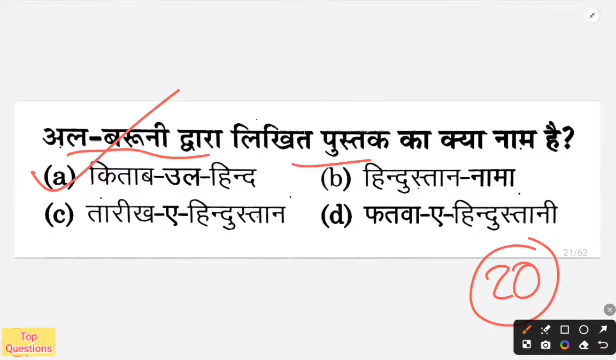 अल-बरूनी द्वारा लिखित पुस्तक का क्या नाम है?
(a) किताब-उल-हिन्द (b) हिन्दुस्तान-नामा
(c) तारीख-ए-हिन्दुस्तान (d) फतवा-ए-हिन्दुस्तानी
21/62
20
Top
Questions